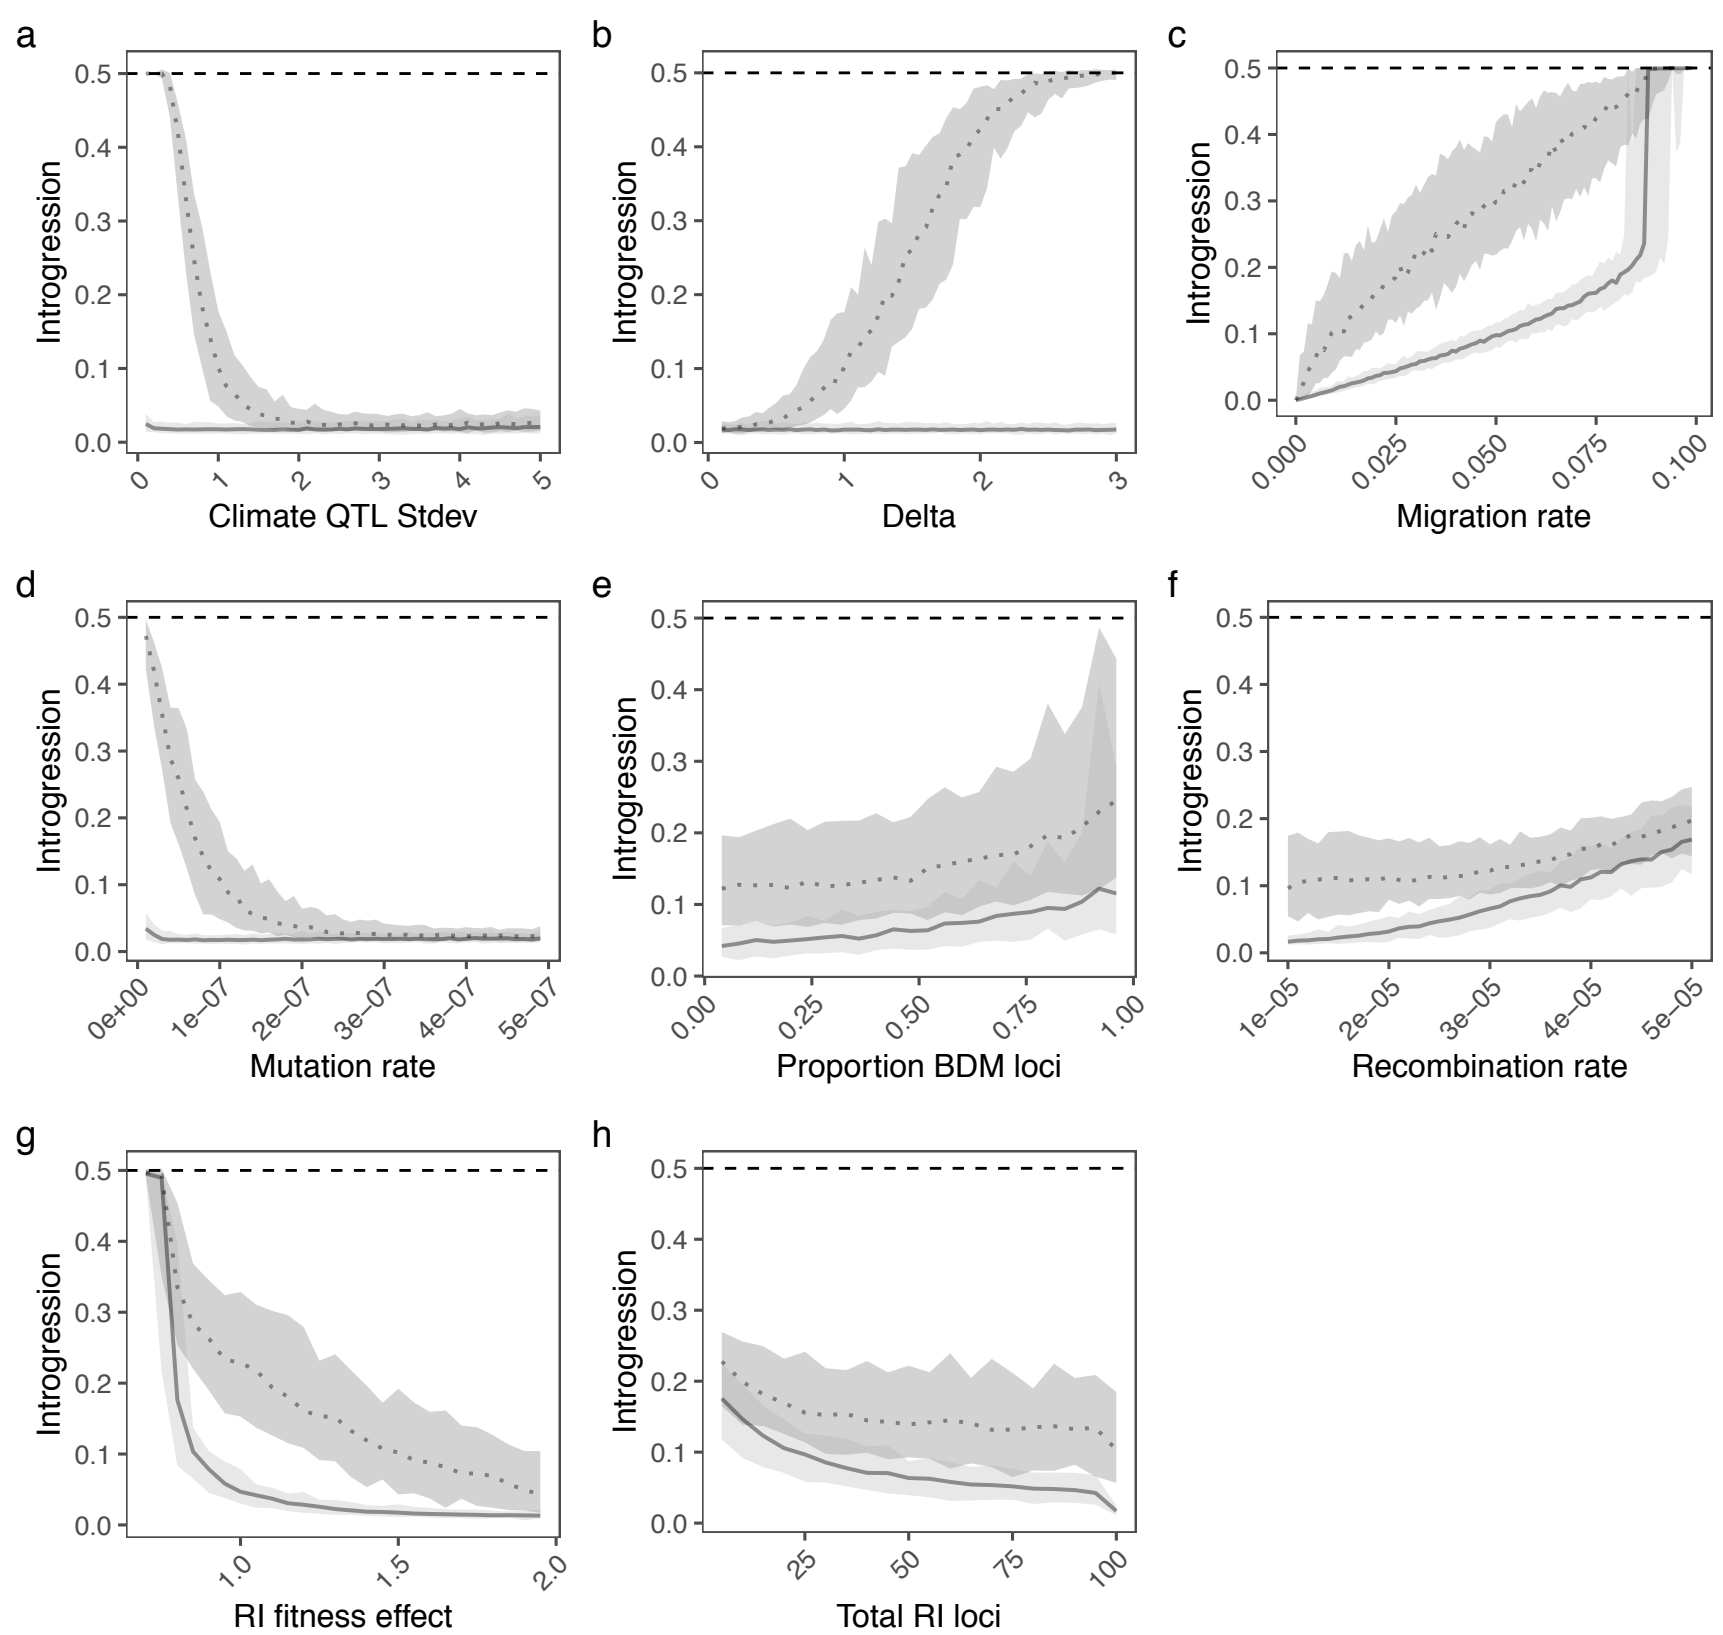 a
0.5
0.4
0.3
0.2
0.1
0.0
Introgression
0
1
2
3
4
5
Climate QTL Stdev
b
0.5
0.4
0.3
0.2
0.1
0.0
Introgression
0
1
2
3
Delta
c
0.5
0.4
0.3
0.2
0.1
0.0
Introgression
0.000
0.025
0.050
0.075
0.100
Migration rate
d
0.5
0.4
0.3
0.2
0.1
0.0
Introgression
0e+00
1e−07
2e−07
3e−07
4e−07
5e−07
Mutation rate
e
0.5
0.4
0.3
0.2
0.1
0.0
Introgression
0.00
0.25
0.50
0.75
1.00
Proportion BDM loci
f
0.5
0.4
0.3
0.2
0.1
0.0
Introgression
1e−05
2e−05
3e−05
4e−05
5e−05
Recombination rate
g
0.5
0.4
0.3
0.2
0.1
0.0
Introgression
1.0
1.5
2.0
RI fitness effect
h
0.5
0.4
0.3
0.2
0.1
0.0
Introgression
25
50
75
100
Total RI loci